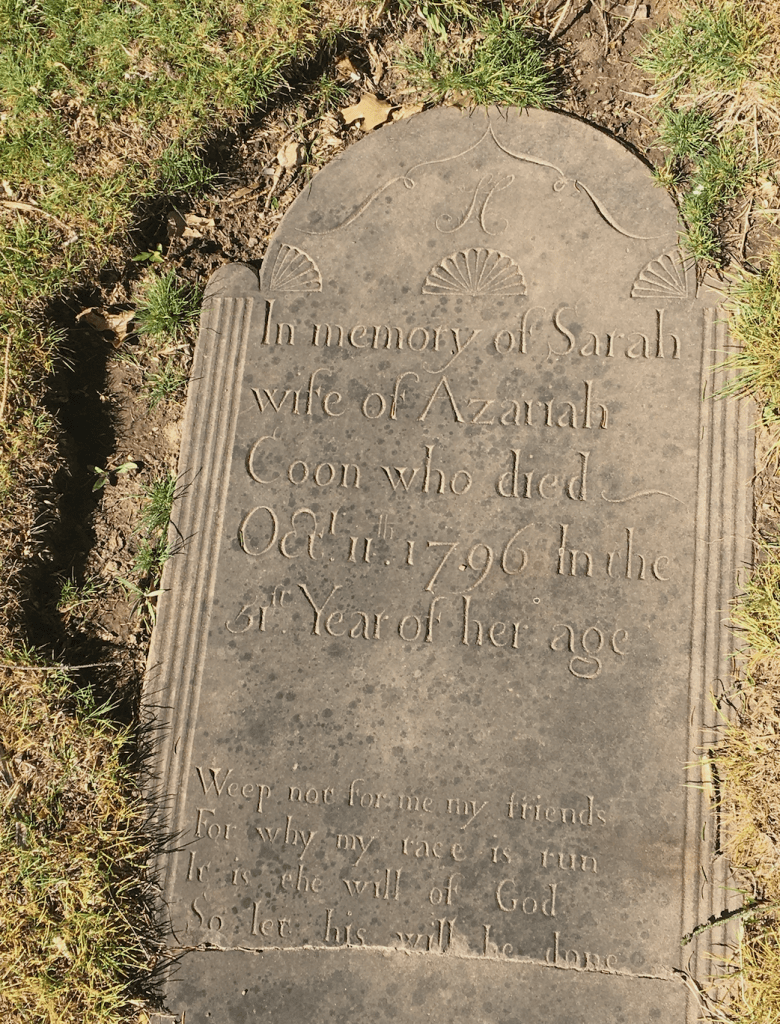 H
In memory of Sarah
wife of Azariah
Coon who died
Octr. 11th. 1796 In the
51st. Year of her age
Weep not for me my friends
For why my race is run
It is the will of God
So let his will be done